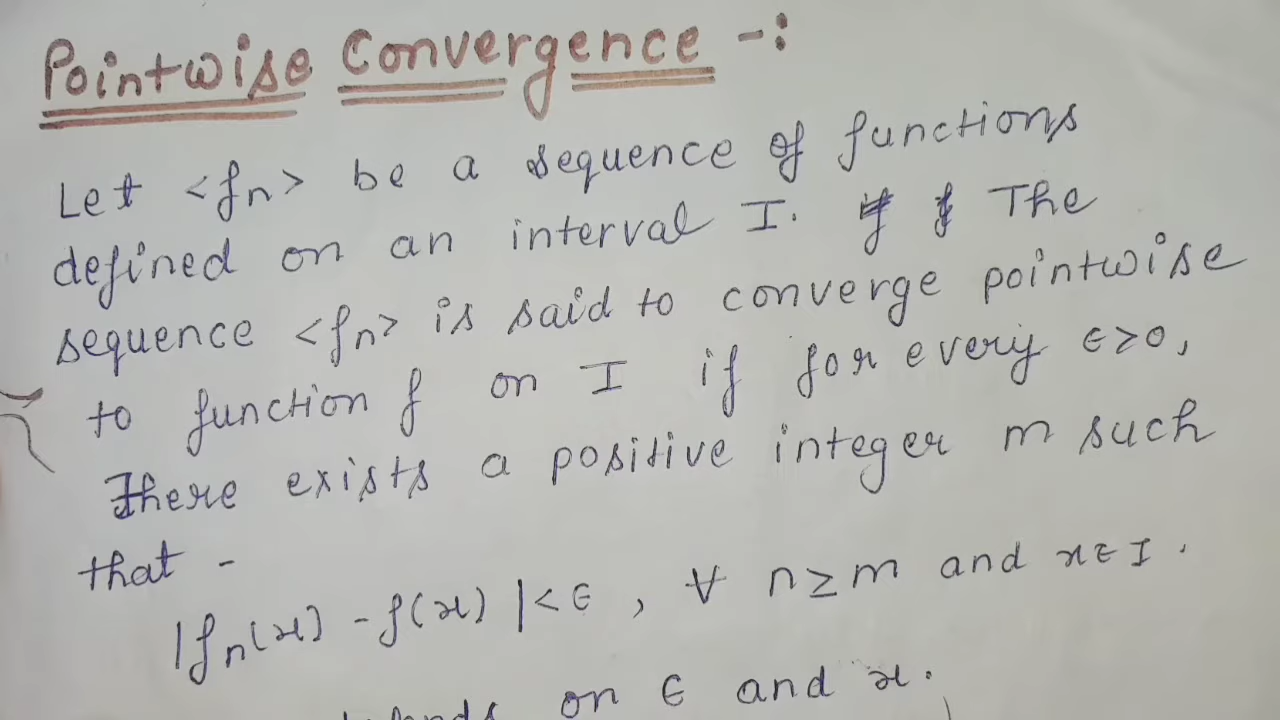 Pointwise Convergence -:
Let <fn> be a sequence of functions
defined on an interval I. The
sequence <fn> is said to converge pointwise
to function f on I if for every ϵ>0,
There exists a positive integer m such
that -
|fn(x) - f(x)|<ϵ, ∀ n≥m and x∈I.
on ϵ and x.